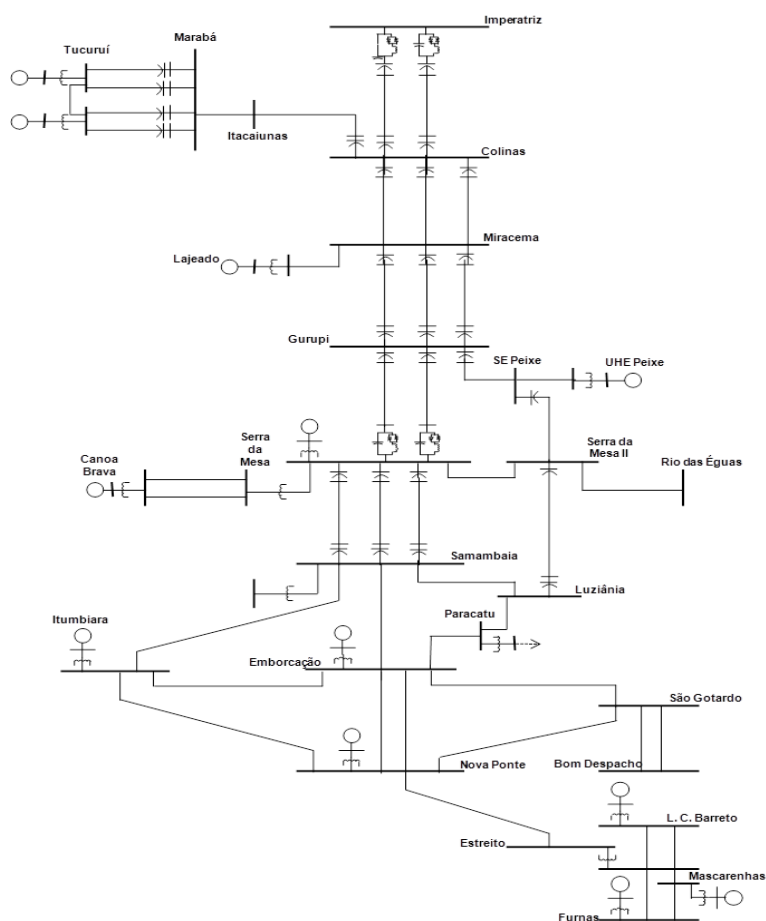 Imperatriz
Marabá
Tucuruí
Itacaiunas
Colinas
Miracema
Lajeado
Gurupi
SE Peixe
UHE Peixe
Serra
da
Mesa
Canoa
Brava
Serra da
Mesa II
Rio das Éguas
Samambaia
Luziânia
Paracatu
Itumbiara
Emborcação
São Gotardo
Nova Ponte
Bom Despacho
L. C. Barreto
Estreito
Mascarenhas
Furnas